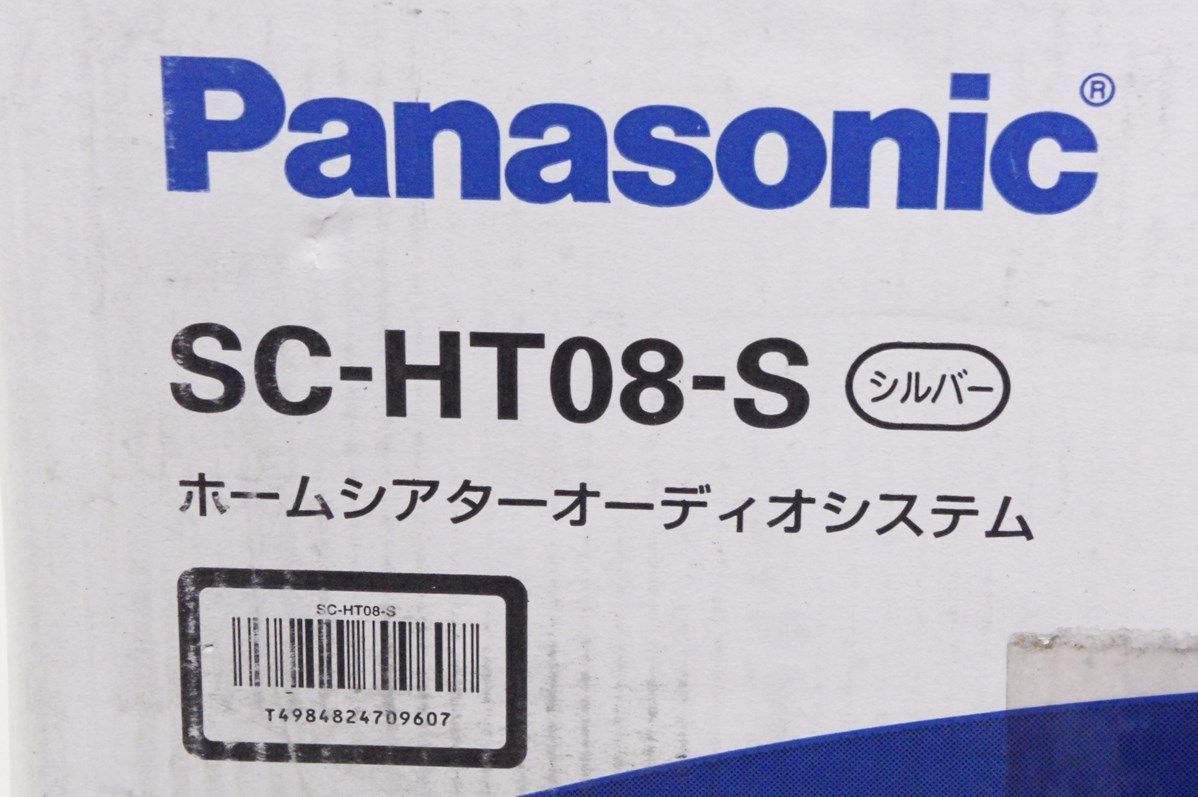 Panasonic®
SC-HT08-S シルバー
ホームシアターオーディオシステム
SC-HT08-S
T4984824709607